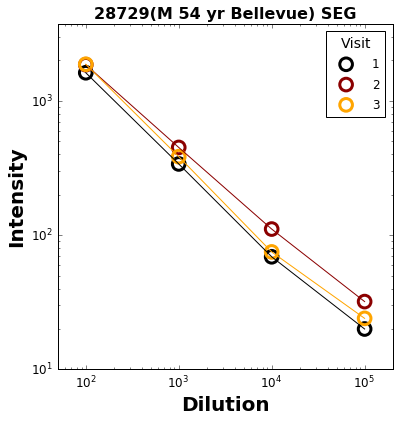 28729(M 54 yr Bellevue) SEG
Visit
1
2
3
10³
10²
10¹
Intensity
10² 10³ 10⁴ 10⁵
Dilution